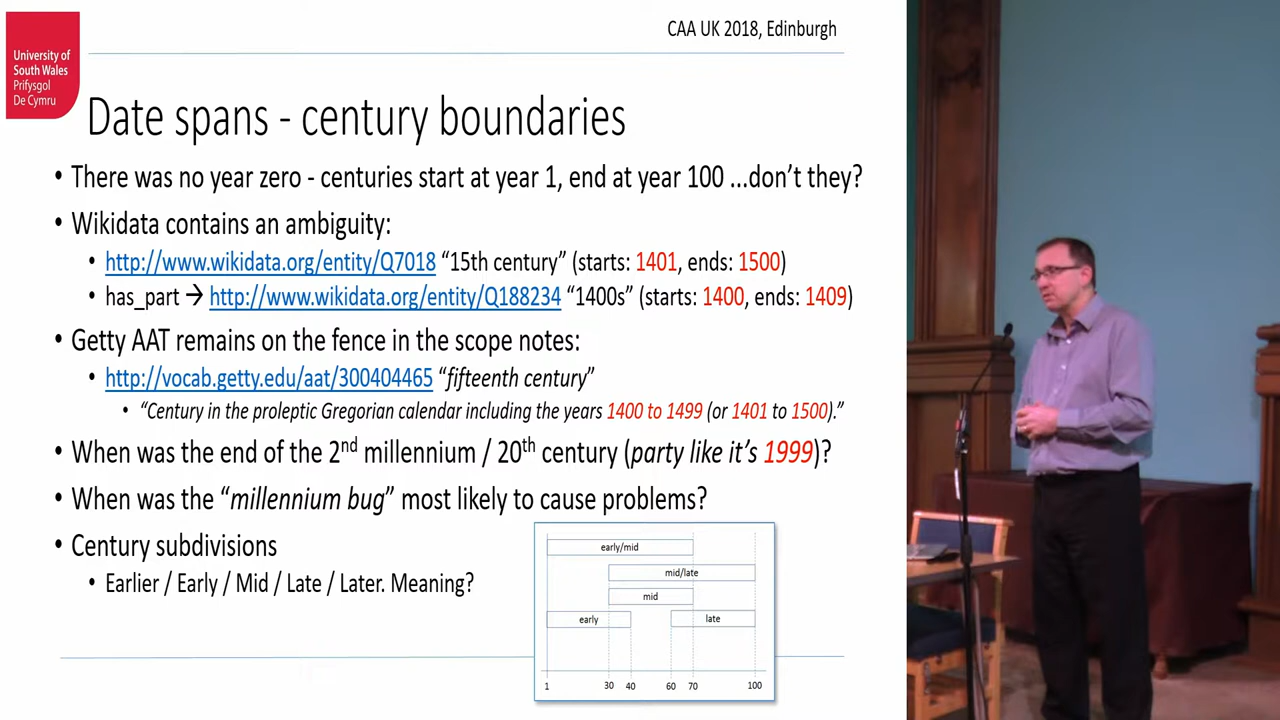 CAA UK 2018, Edinburgh
University of
South Wales
Prifysgol
De Cymru
Date spans - century boundaries
• There was no year zero - centuries start at year 1, end at year 100 ...don't they?
• Wikidata contains an ambiguity:
• http://www.wikidata.org/entity/Q7018 “15th century” (starts: 1401, ends: 1500)
• has_part → http://www.wikidata.org/entity/Q188234 “1400s” (starts: 1400, ends: 1409)
• Getty AAT remains on the fence in the scope notes:
• http://vocab.getty.edu/aat/300404465 “fifteenth century”
• “Century in the proleptic Gregorian calendar including the years 1400 to 1499 (or 1401 to 1500).”
• When was the end of the 2nd millennium / 20th century (party like it's 1999)?
• When was the “millennium bug” most likely to cause problems?
• Century subdivisions
• Earlier / Early / Mid / Late / Later. Meaning?
early/mid
mid/late
mid
early late
1 30 40 60 70 100